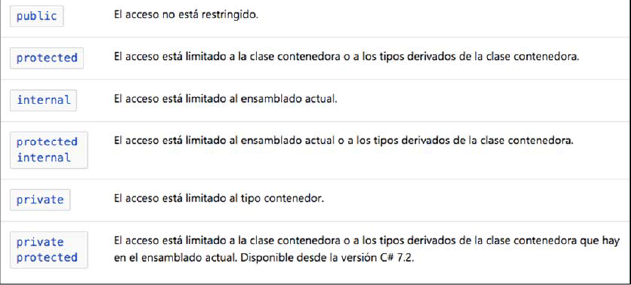 public El acceso no está restringido.
protected El acceso está limitado a la clase contenedora o a los tipos derivados de la clase contenedora.
internal El acceso está limitado al ensamblado actual.
protected El acceso está limitado al ensamblado actual o a los tipos derivados de la clase contenedora.
internal
private El acceso está limitado al tipo contenedor.
private El acceso está limitado a la clase contenedora o a los tipos derivados de la clase contenedora que hay
protected en el ensamblado actual. Disponible desde la versión C# 7.2.